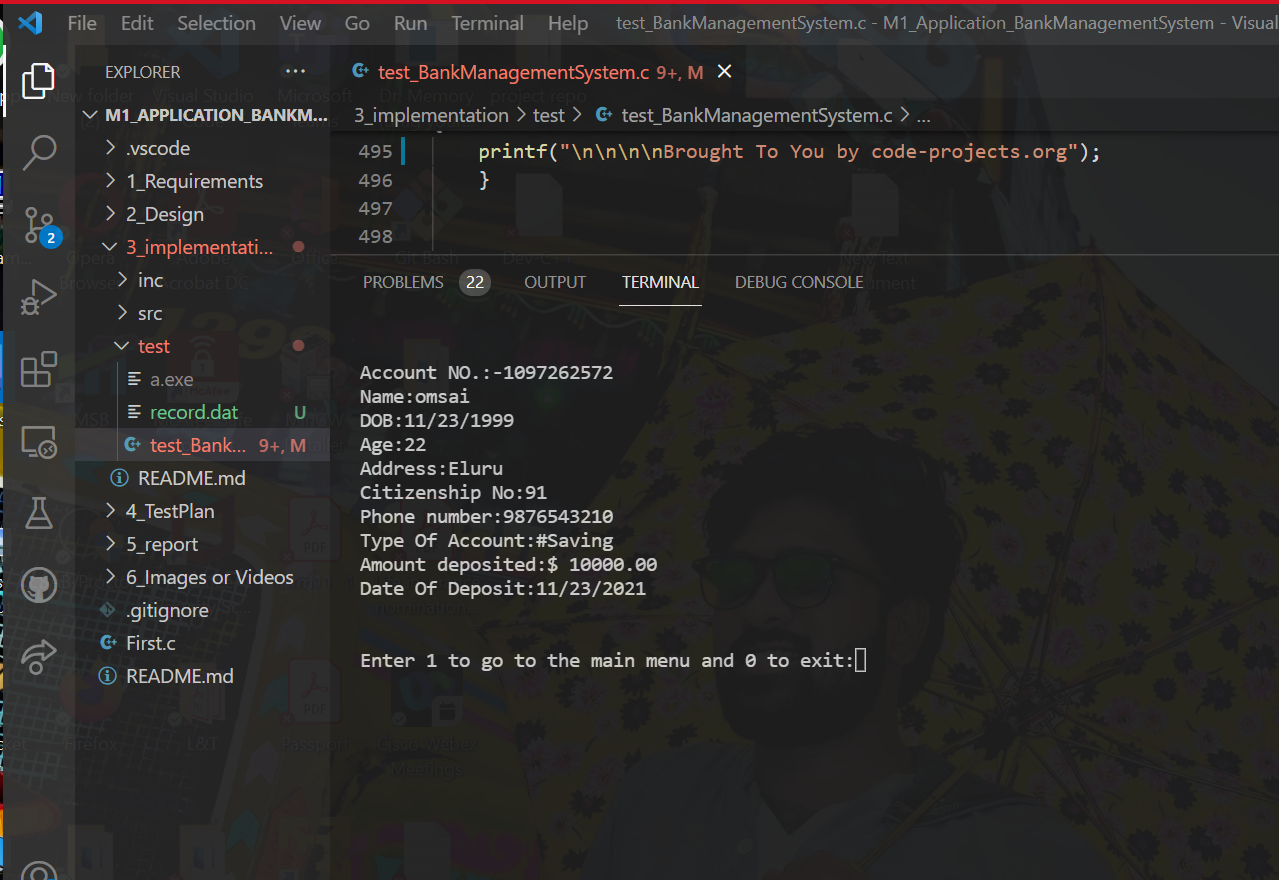 File Edit Selection View Go Run Terminal Help test_BankManagementSystem.c - M1_Application_BankManagementSystem - Visual
EXPLORER ...
test_BankManagementSystem.c 9+, M
M1_APPLICATION_BANKM...
3_implementation > test > test_BankManagementSystem.c > ...
.vscode
1_Requirements
2_Design
3_implementati...
inc
src
test
a.exe
record.dat U
test_Bank... 9+, M
README.md
4_TestPlan
5_report
6_Images or Videos
.gitignore
First.c
README.md
2
495 printf("\n\n\n\nBrought To You by code-projects.org");
496 }
497
498
PROBLEMS 22 OUTPUT TERMINAL DEBUG CONSOLE
Account NO.:-1097262572
Name:omsai
DOB:11/23/1999
Age:22
Address:Eluru
Citizenship No:91
Phone number:9876543210
Type Of Account:#Saving
Amount deposited:$ 10000.00
Date Of Deposit:11/23/2021
Enter 1 to go to the main menu and 0 to exit: